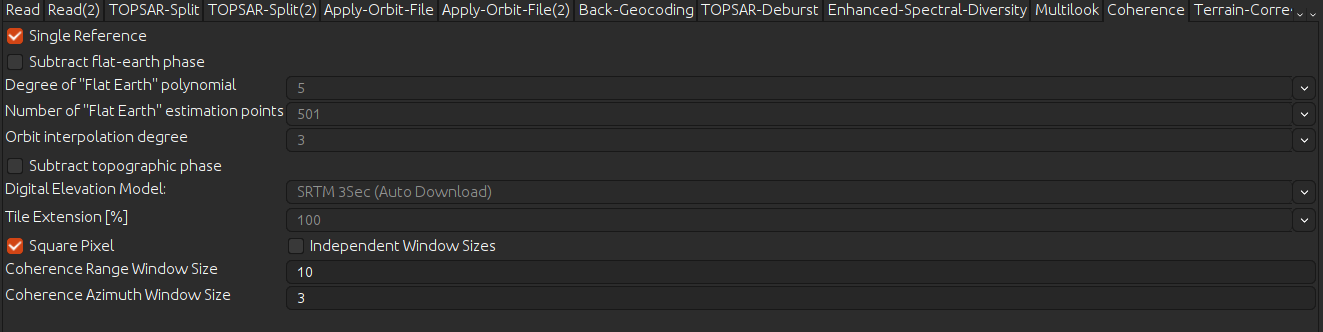 Read Read(2) TOPSAR-Split TOPSAR-Split(2) Apply-Orbit-File Apply-Orbit-File(2) Back-Geocoding TOPSAR-Deburst Enhanced-Spectral-Diversity Multilook Coherence Terrain-Corre
Single Reference
Subtract flat-earth phase
Degree of "Flat Earth" polynomial 5
Number of "Flat Earth" estimation points 501
Orbit interpolation degree 3
Subtract topographic phase
Digital Elevation Model: SRTM 3Sec (Auto Download)
Tile Extension [%] 100
Square Pixel Independent Window Sizes
Coherence Range Window Size 10
Coherence Azimuth Window Size 3